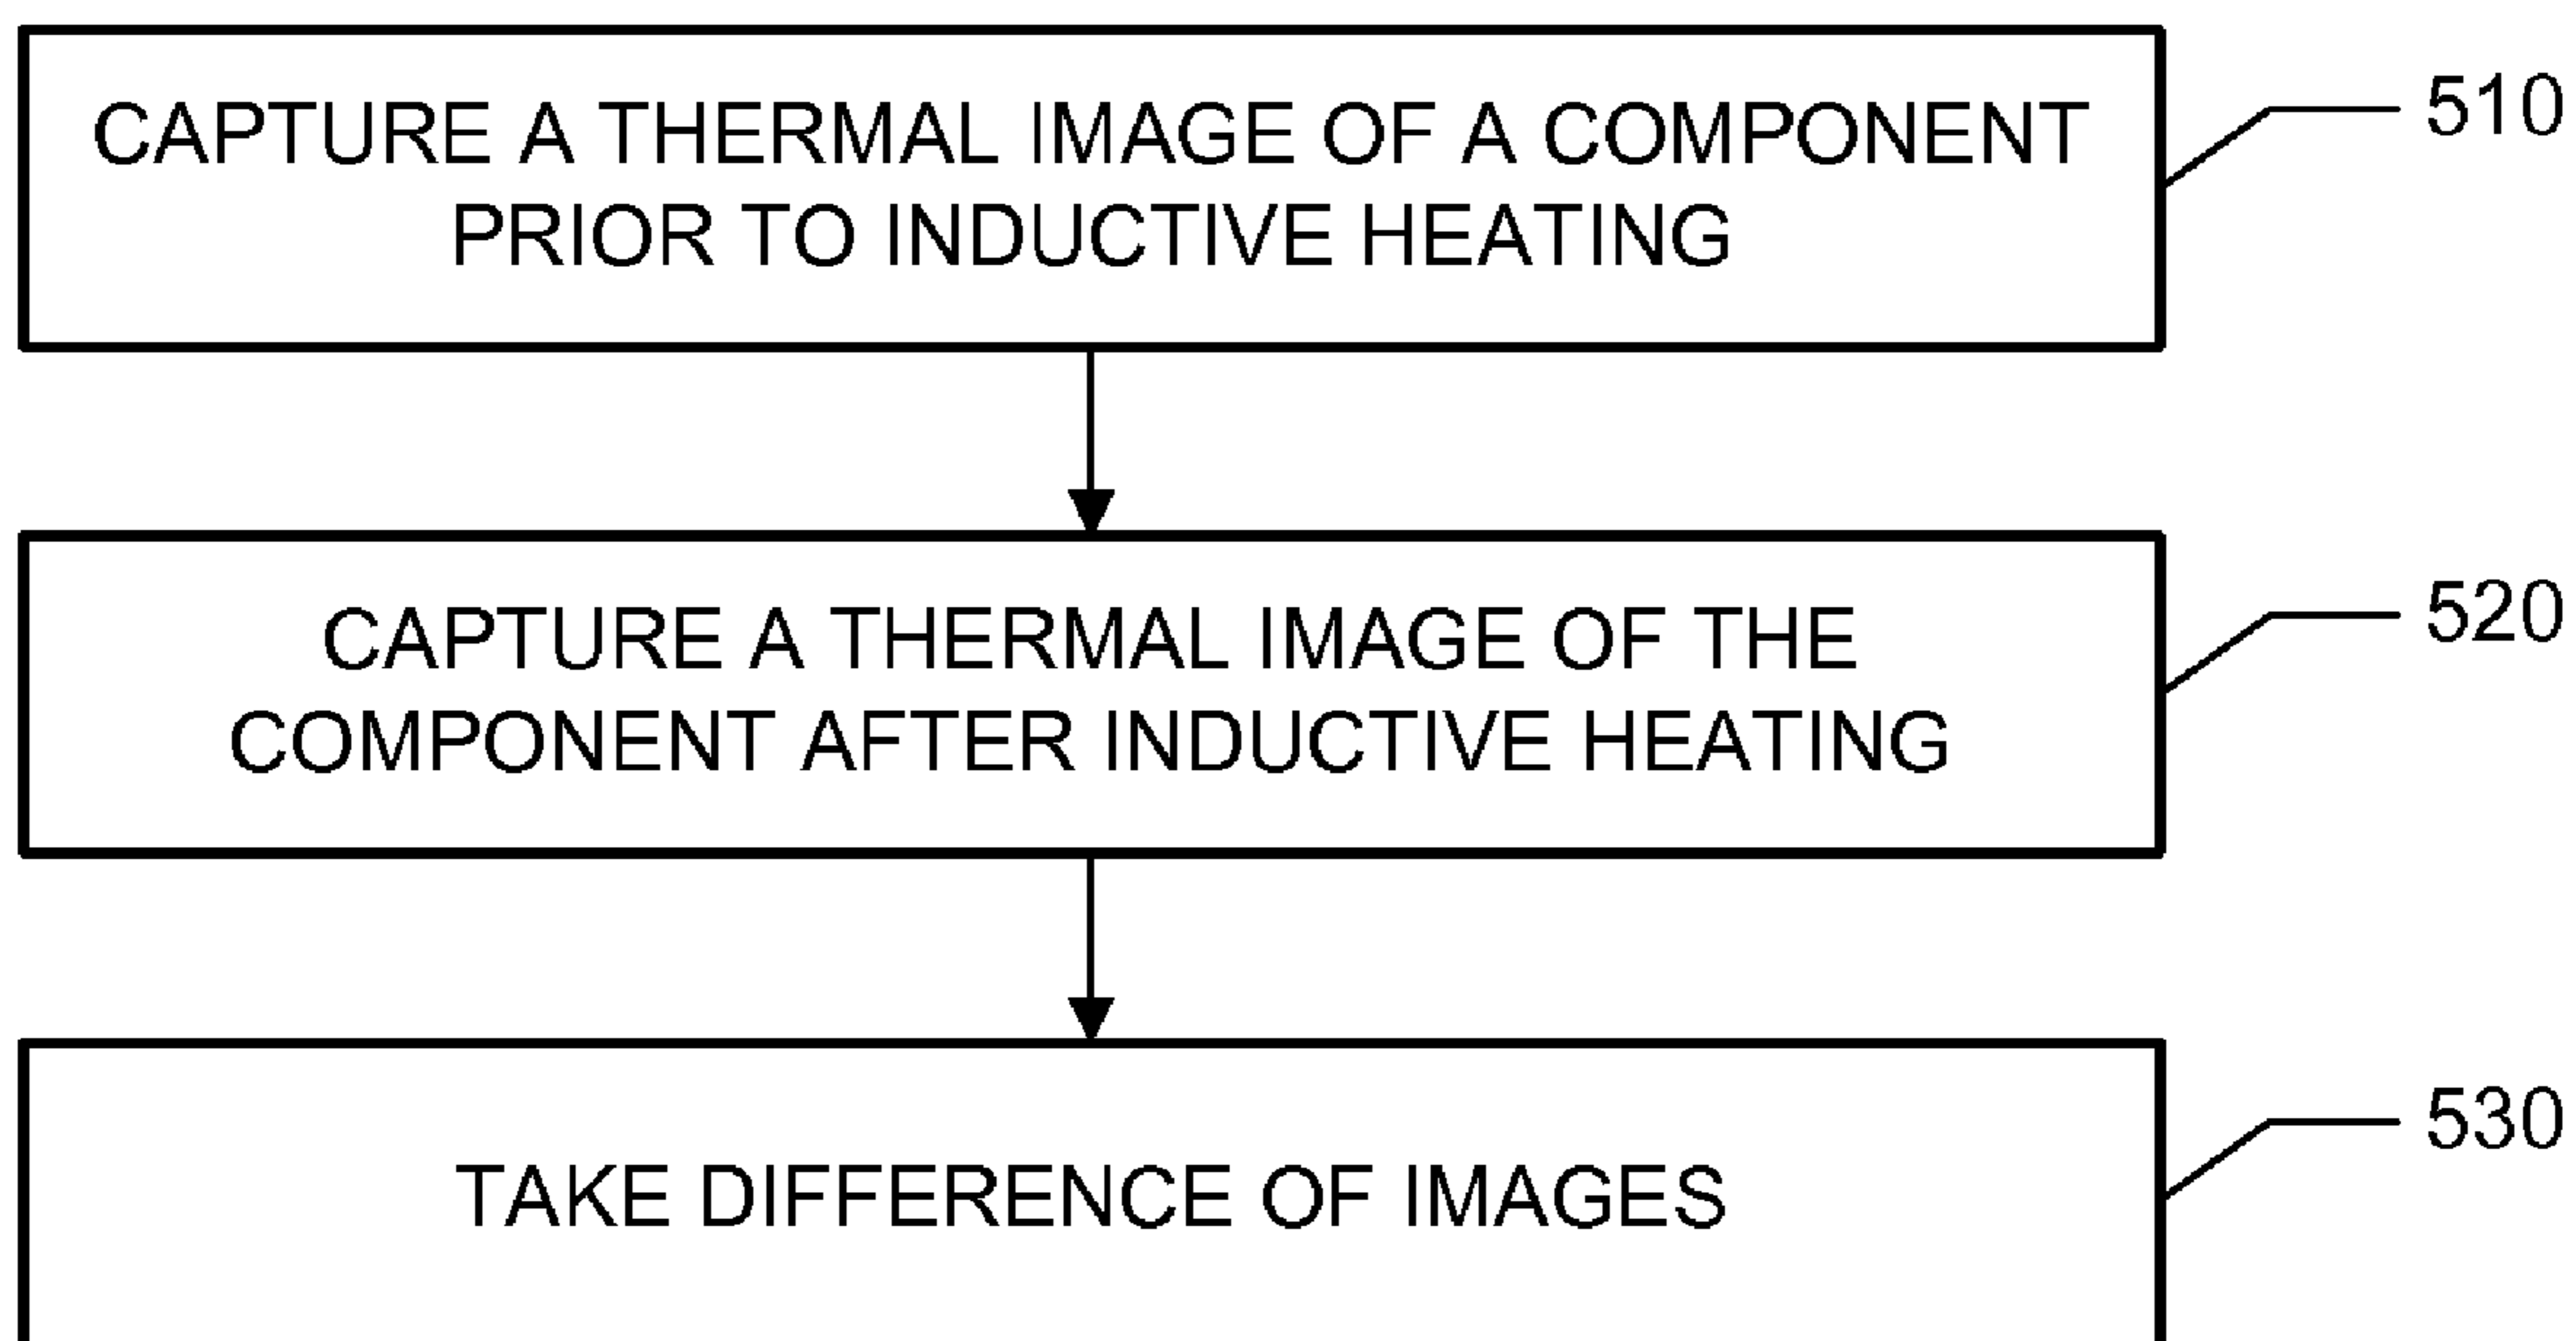 CAPTURE A THERMAL IMAGE OF A COMPONENT
PRIOR TO INDUCTIVE HEATING
510
CAPTURE A THERMAL IMAGE OF THE
COMPONENT AFTER INDUCTIVE HEATING
520
TAKE DIFFERENCE OF IMAGES
530